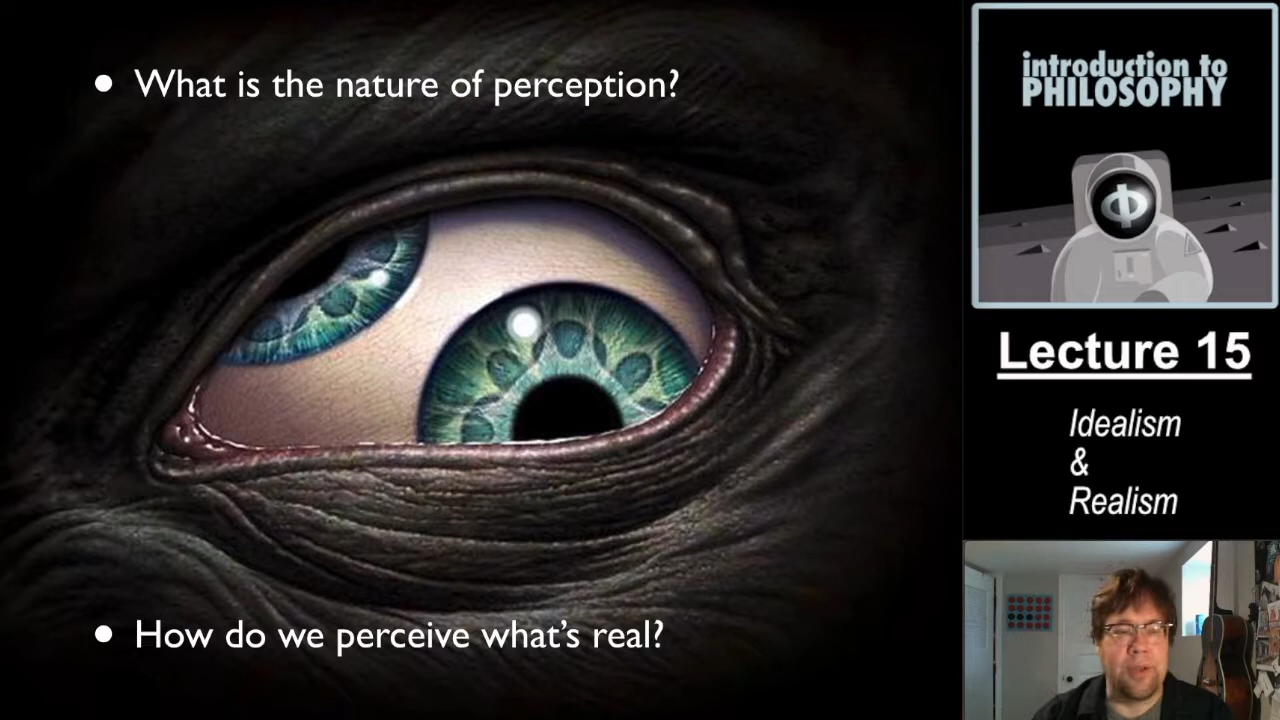 • What is the nature of perception?
• How do we perceive what's real?
introduction to
PHILOSOPHY
Φ
Lecture 15
Idealism
&
Realism